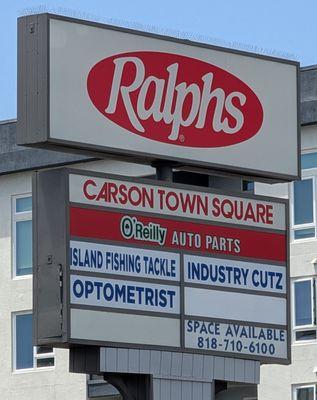 Ralphs
CARSON TOWN SQUARE
O'Reilly AUTO PARTS
ISLAND FISHING TACKLE
INDUSTRY CUTZ
OPTOMETRIST
SPACE AVAILABLE
818-710-6100